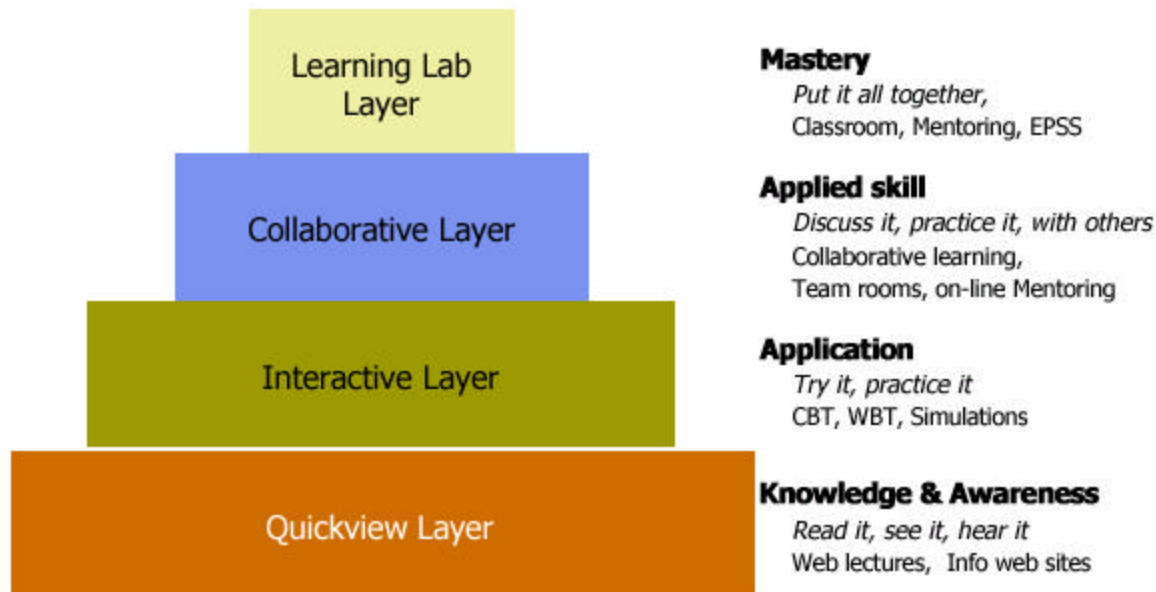 Learning Lab
Layer
Mastery
Put it all together,
Classroom, Mentoring, EPSS
Collaborative Layer
Applied skill
Discuss it, practice it, with others
Collaborative learning,
Team rooms, on-line Mentoring
Interactive Layer
Application
Try it, practice it
CBT, WBT, Simulations
Quickview Layer
Knowledge & Awareness
Read it, see it, hear it
Web lectures,  Info web sites